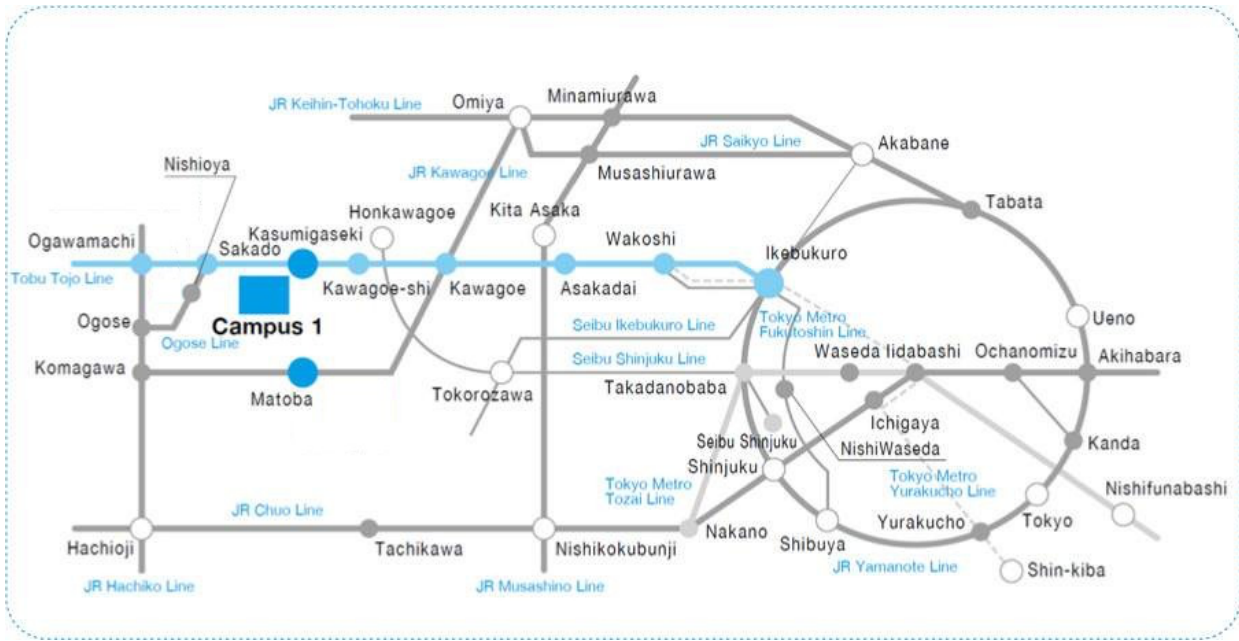 JR Keihin-Tohoku Line
Omiya
Minamiurawa
JR Saikyo Line
Akabane
Nishioya
JR Kawagoe Line
Musashiurawa
Tabata
Honkawagoe
Kita Asaka
Ogawamachi
Sakado
Kasumigaseki
Wakoshi
Ikebukuro
Tobu Tojo Line
Kawagoe-shi
Kawagoe
Asakadai
Campus 1
Tokyo Metro
Fukutoshin Line
Ueno
Ogose
Ogose Line
Seibu Ikebukuro Line
Seibu Shinjuku Line
Waseda
Iidabashi
Ochanomizu
Akihabara
Komagawa
Matoba
Tokorozawa
Takadanobaba
Ichigaya
Seibu Shinjuku
NishiWaseda
Kanda
Shinjuku
Tokyo Metro
Tozai Line
Tokyo Metro
Yurakucho Line
Nishifunabashi
JR Chuo Line
Tokyo
Hachioji
Tachikawa
Nishikokubunji
Nakano
Shibuya
Yurakucho
JR Yamanote Line
Shin-kiba
JR Hachiko Line
JR Musashino Line